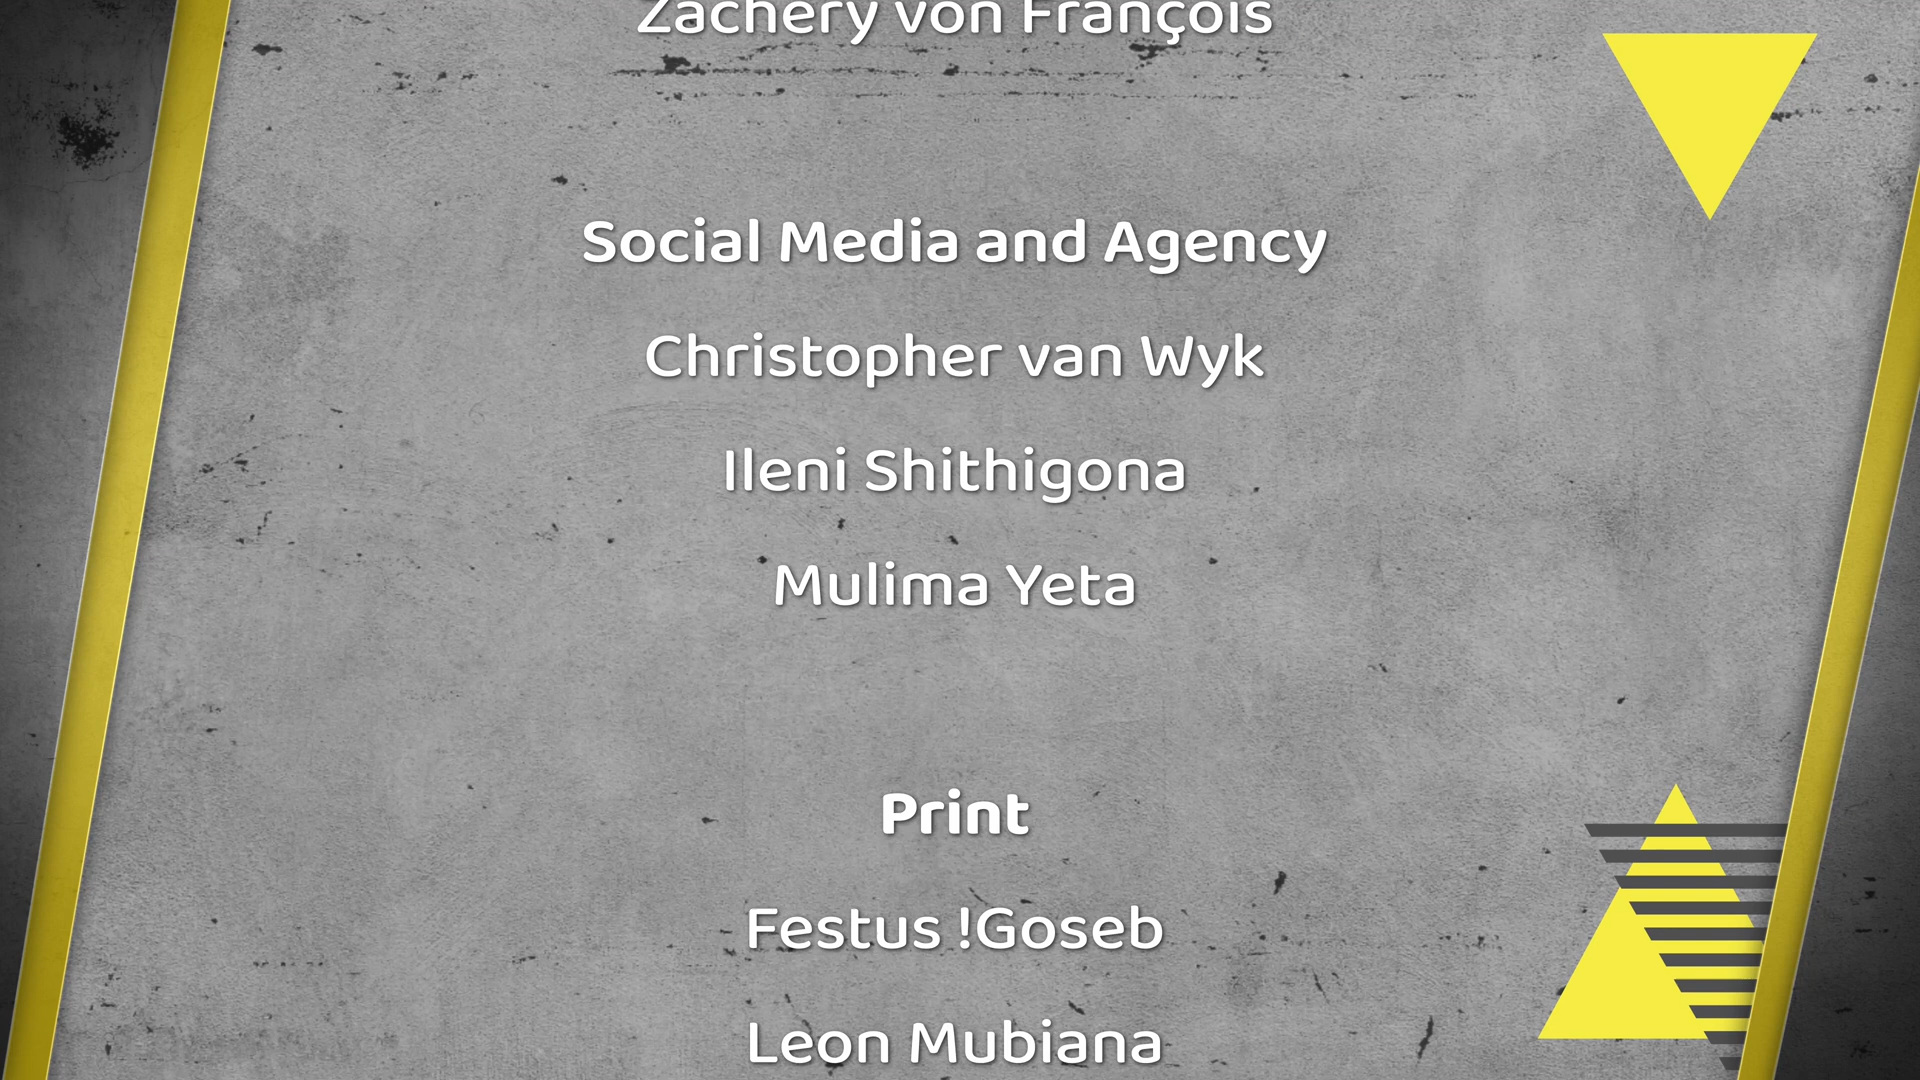 Zachery von François
Social Media and Agency
Christopher van Wyk
Ileni Shithigona
Mulima Yeta
Print
Festus !Goseb
Leon Mubiana